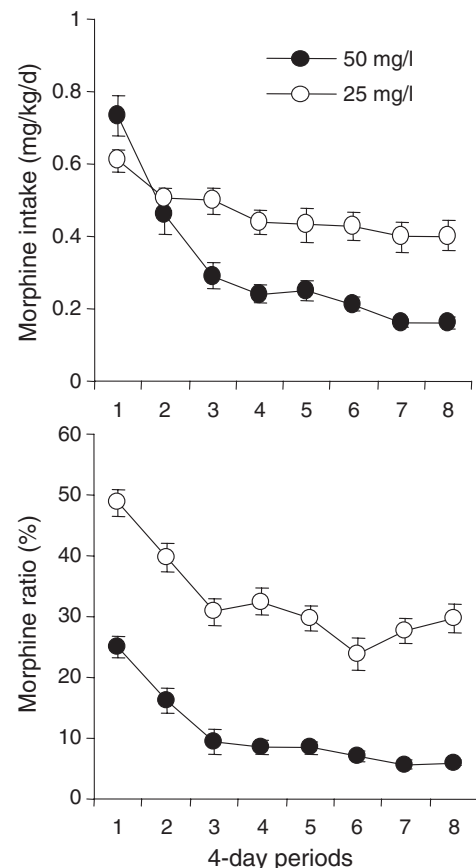 1
0.8
0.6
0.4
0.2
0
Morphine intake (mg/kg/d)
50 mg/l
25 mg/l
1 2 3 4 5 6 7 8
60
50
40
30
20
10
0
Morphine ratio (%)
1 2 3 4 5 6 7 8
4-day periods